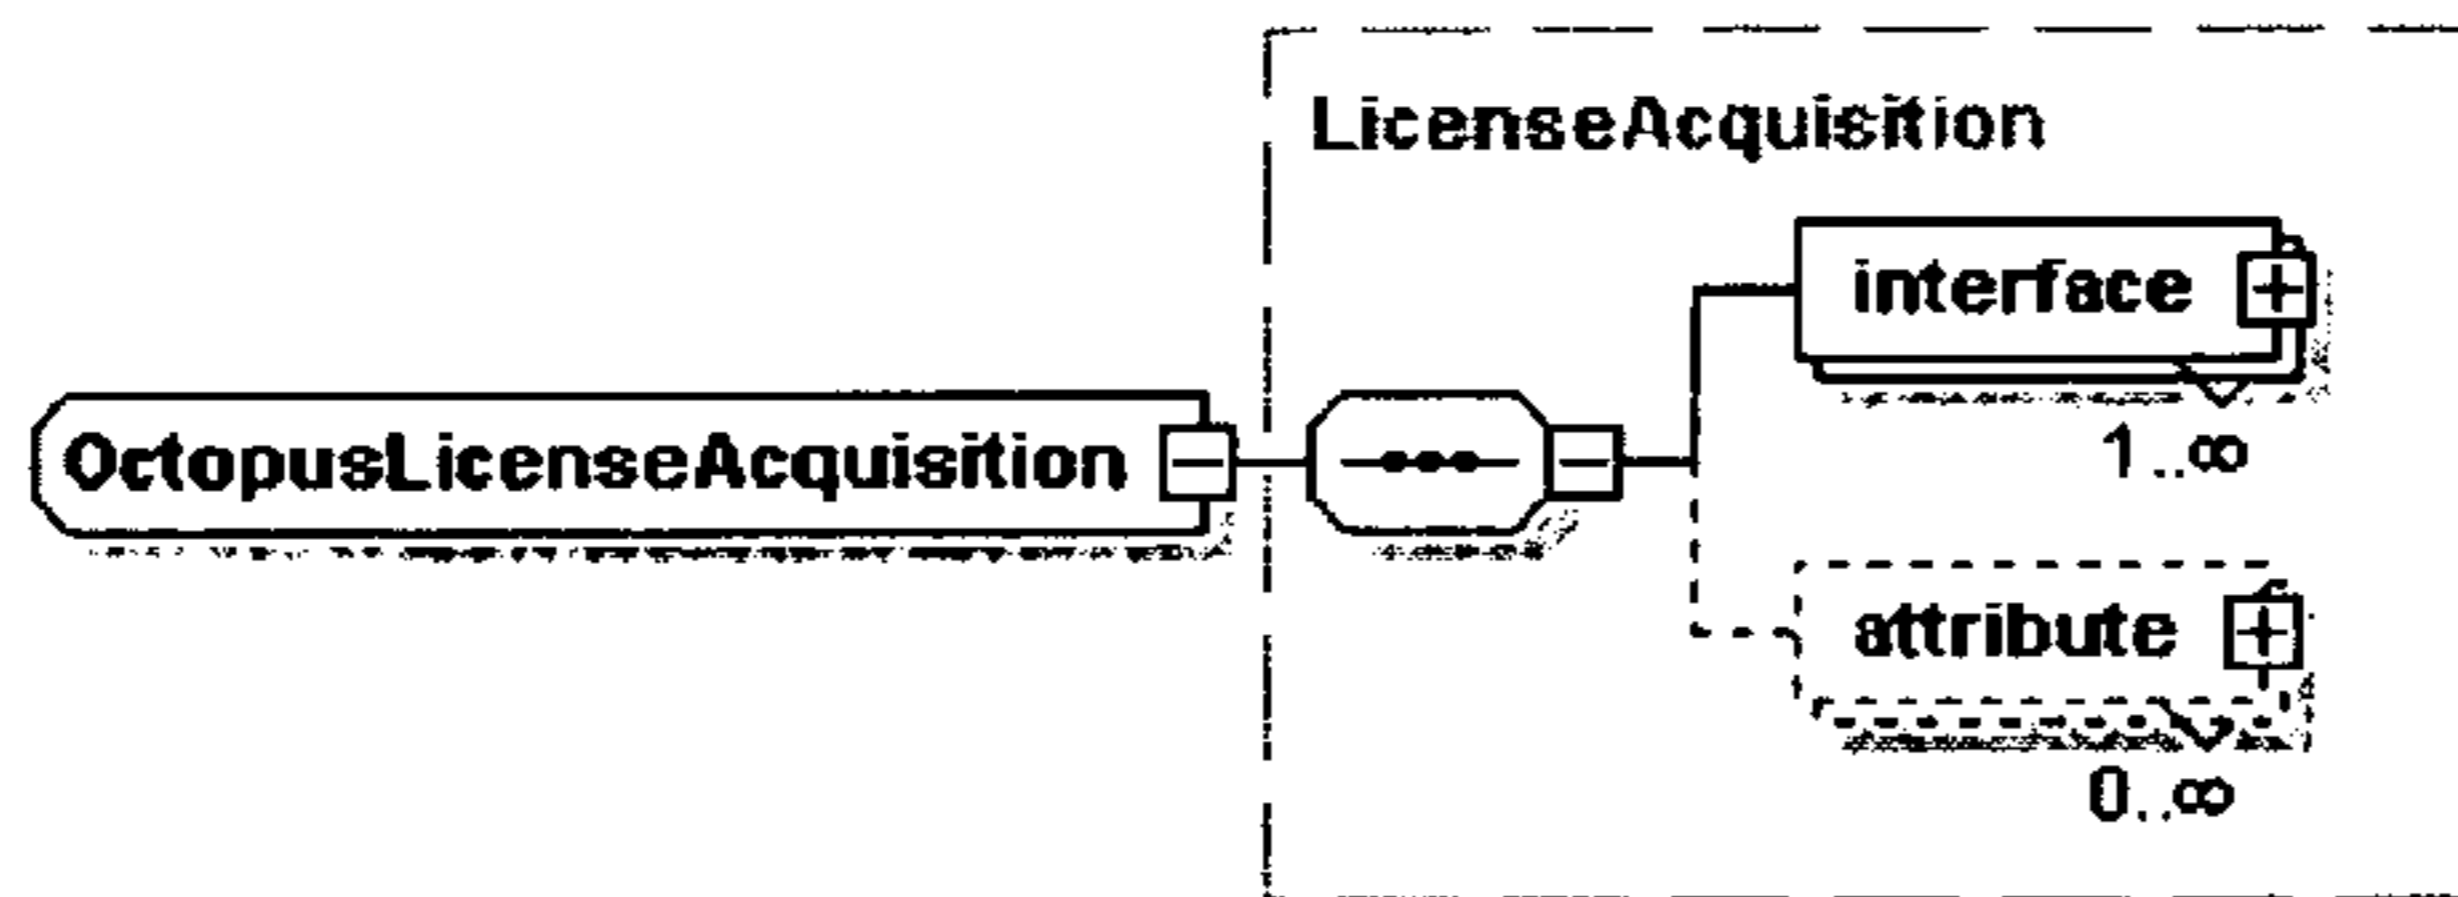 LicenseAcquisition
interface
1..∞
OctopusLicenseAcquisition
attribute
0..∞